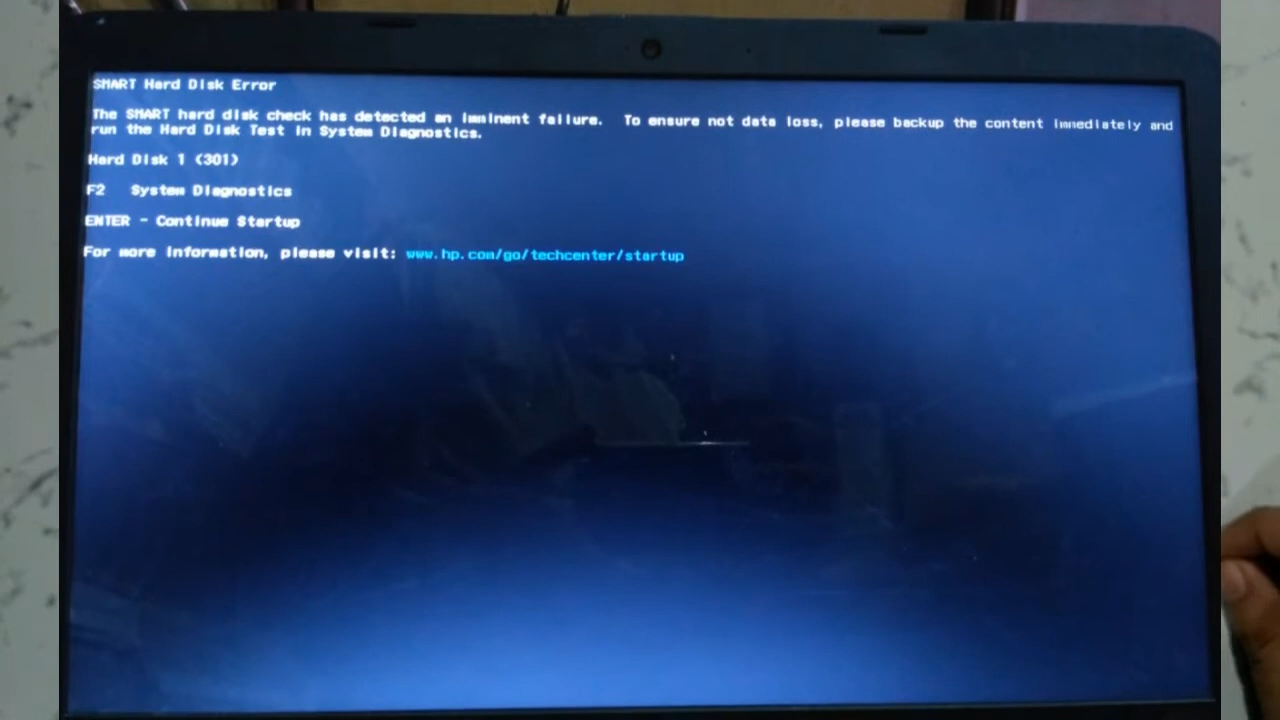 SMART Hard Disk Error
The SMART hard disk check has detected an imminent failure. To ensure not data loss, please backup the content immediately and
run the Hard Disk Test in System Diagnostics.
Hard Disk 1 (301)
F2 System Diagnostics
ENTER - Continue Startup
For more information, please visit: www.hp.com/go/techcenter/startup